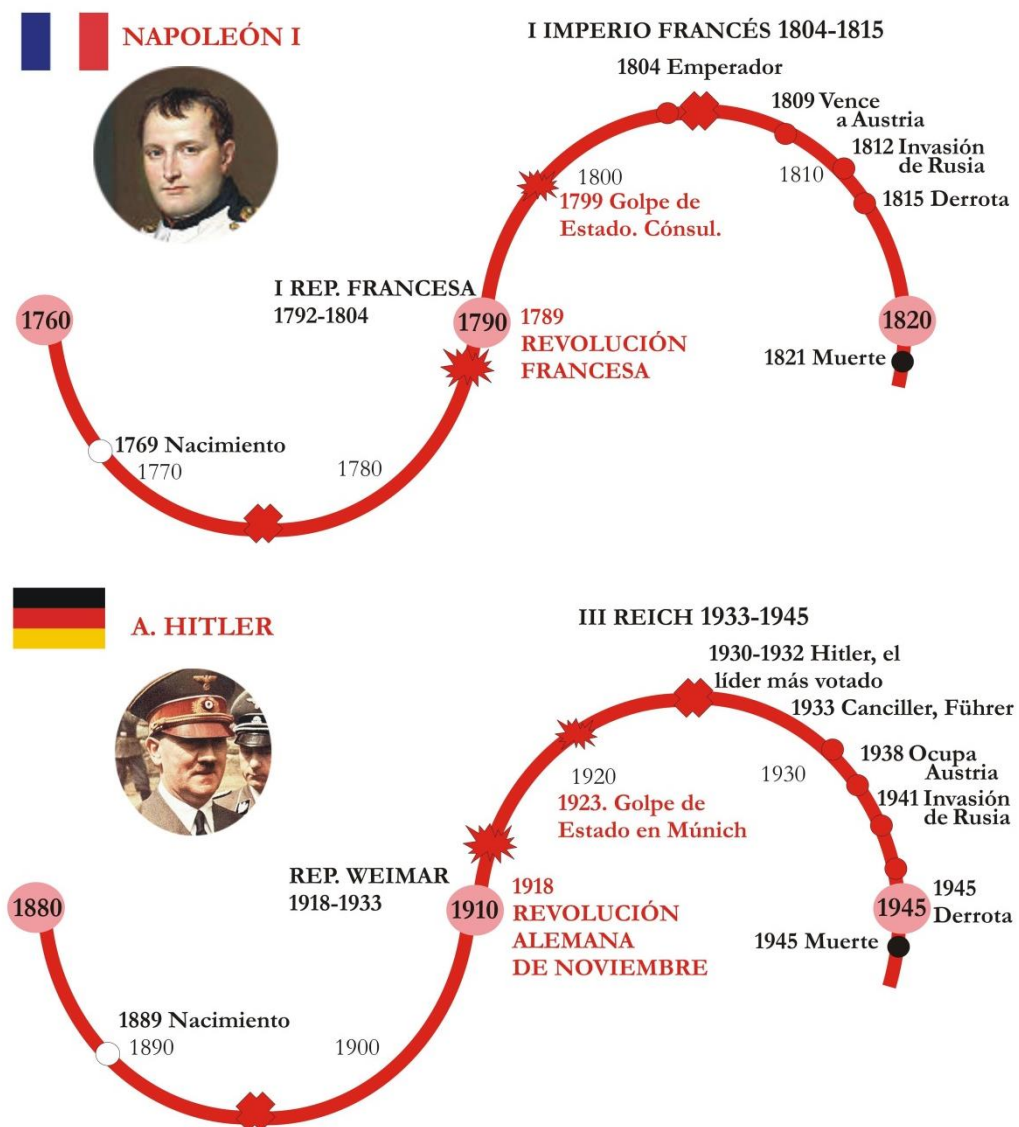 NAPOLEÓN I
I IMPERIO FRANCÉS 1804-1815
1804 Emperador
1809 Vence
a Austria
1812 Invasión
de Rusia
1815 Derrota
1800
1810
1799 Golpe de
Estado. Cónsul.
I REP. FRANCESA
1792-1804
1760
1790
1789
REVOLUCIÓN
FRANCESA
1820
1821 Muerte
1769 Nacimiento
1770
1780
A. HITLER
III REICH 1933-1945
1930-1932 Hitler, el
líder más votado
1933 Canciller, Führer
1938 Ocupa
Austria
1941 Invasión
de Rusia
1920
1930
1923. Golpe de
Estado en Múnich
REP. WEIMAR
1918-1933
1880
1910
1918
REVOLUCIÓN
ALEMANA
DE NOVIEMBRE
1945
1945
Derrota
1945 Muerte
1889 Nacimiento
1890
1900